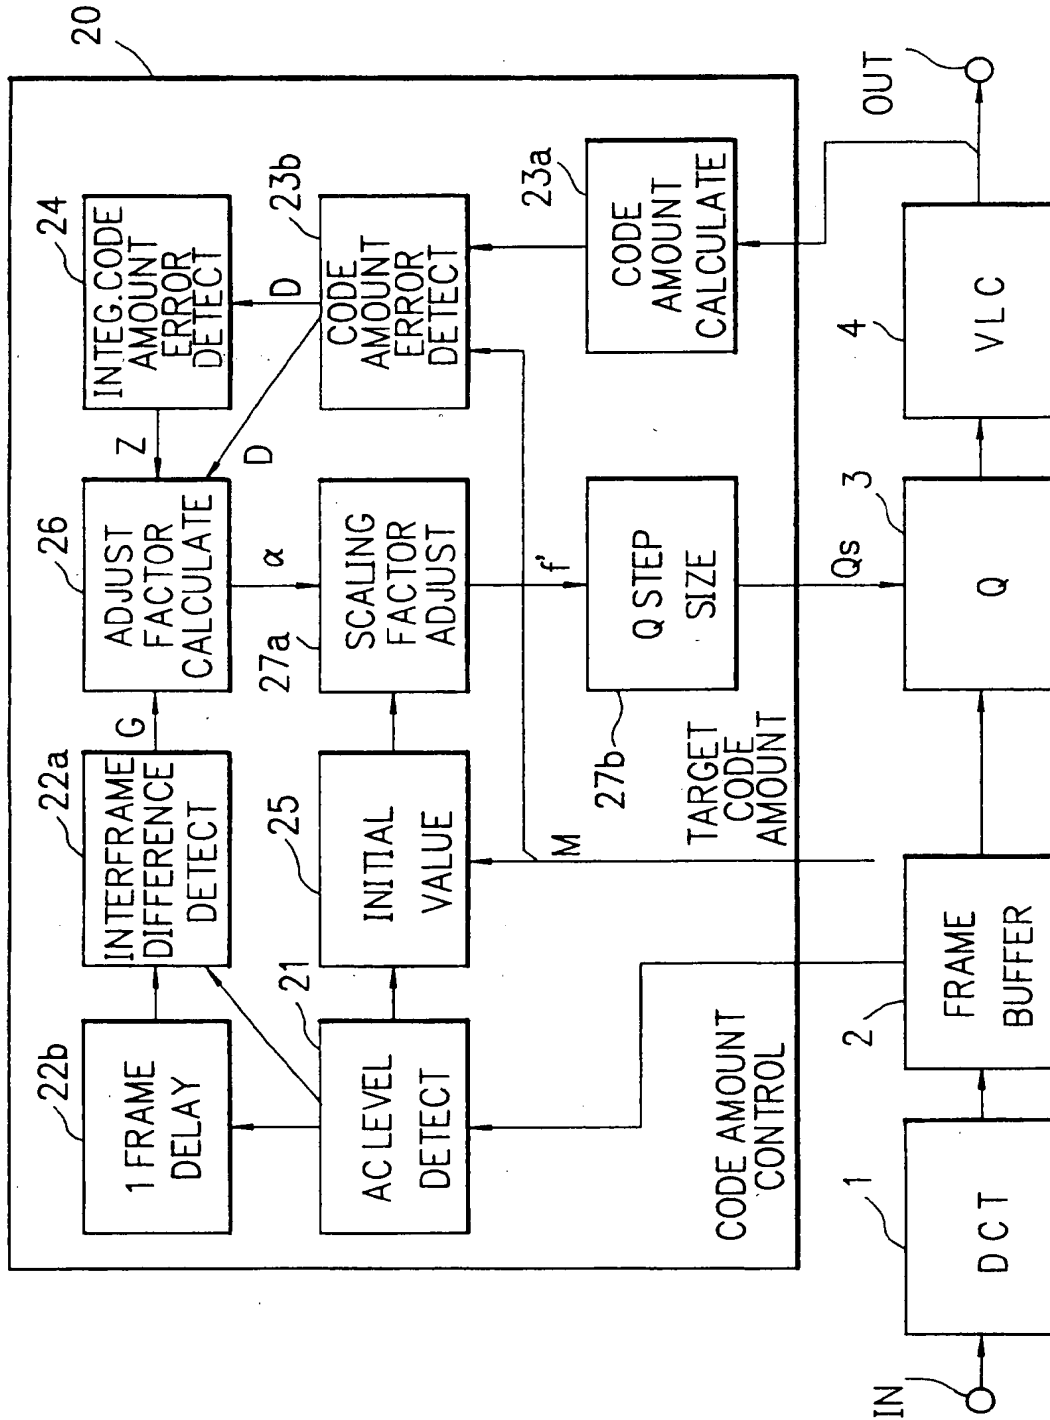 20
22b
1 FRAME
DELAY
22a
INTERFRAME
DIFFERENCE
DETECT
G
26
ADJUST
FACTOR
CALCULATE
Z
24
INTEG.CODE
AMOUNT
ERROR
DETECT
21
AC LEVEL
DETECT
25
INITIAL
VALUE
27a
SCALING
FACTOR
ADJUST
α
D
D
23b
CODE
AMOUNT
ERROR
DETECT
f'
27b
Q STEP
SIZE
23a
CODE
AMOUNT
CALCULATE
M
TARGET
CODE
AMOUNT
CODE AMOUNT
CONTROL
IN
1
DCT
2
FRAME
BUFFER
Qs
3
Q
4
VLC
OUT